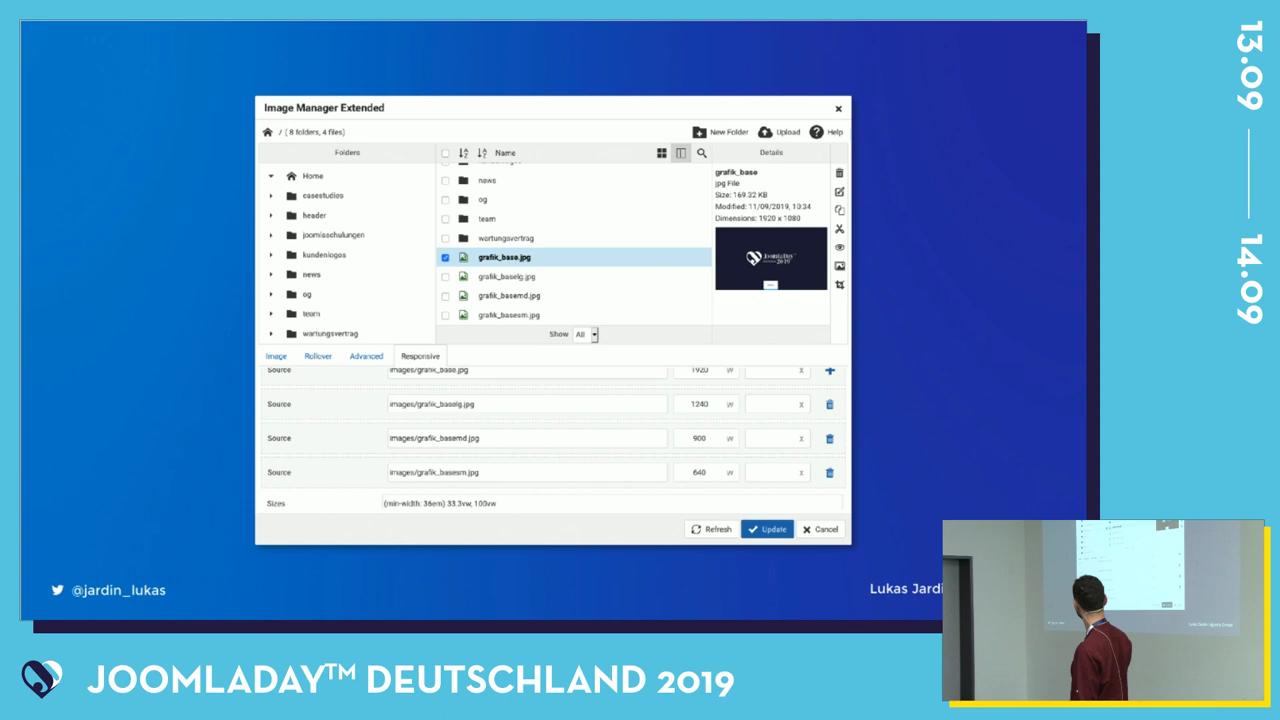 13.09
14.09
Image Manager Extended
/ ( 8 folders, 4 files)
New Folder
Upload
Help
Folders
Name
Details
Home
casestudies
header
joomlaschulungen
kundenlogos
news
og
team
wartungsvertrag
news
og
team
wartungsvertrag
grafik_base.jpg
grafik_baselg.jpg
grafik_basemd.jpg
grafik_basesm.jpg
Show All
grafik_base
jpg File
Size: 169.32 KB
Modified: 11/09/2019, 10:34
Dimensions: 1920 x 1080
JoomlaDay
2019
Image
Rollover
Advanced
Responsive
Source images/grafik_base.jpg 1920 W X
Source images/grafik_baselg.jpg 1240 W X
Source images/grafik_basemd.jpg 900 W X
Source images/grafik_basesm.jpg 640 W X
Sizes (min-width: 36em) 33.3vw, 100vw
Refresh
Update
Cancel
@jardin_lukas
Lukas Jardi
JOOMLADAY™ DEUTSCHLAND 2019